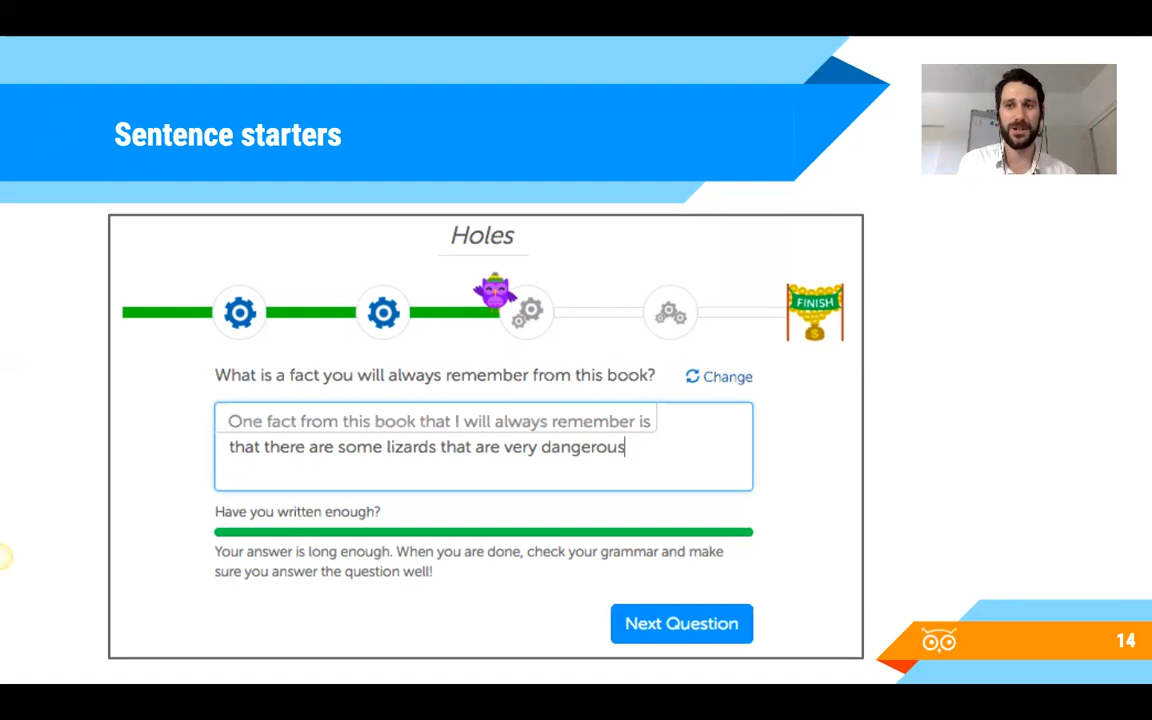 Sentence starters
Holes
FINISH
What is a fact you will always remember from this book?
Change
One fact from this book that I will always remember is
that there are some lizards that are very dangerous
Have you written enough?
Your answer is long enough. When you are done, check your grammar and make
sure you answer the question well!
Next Question
14